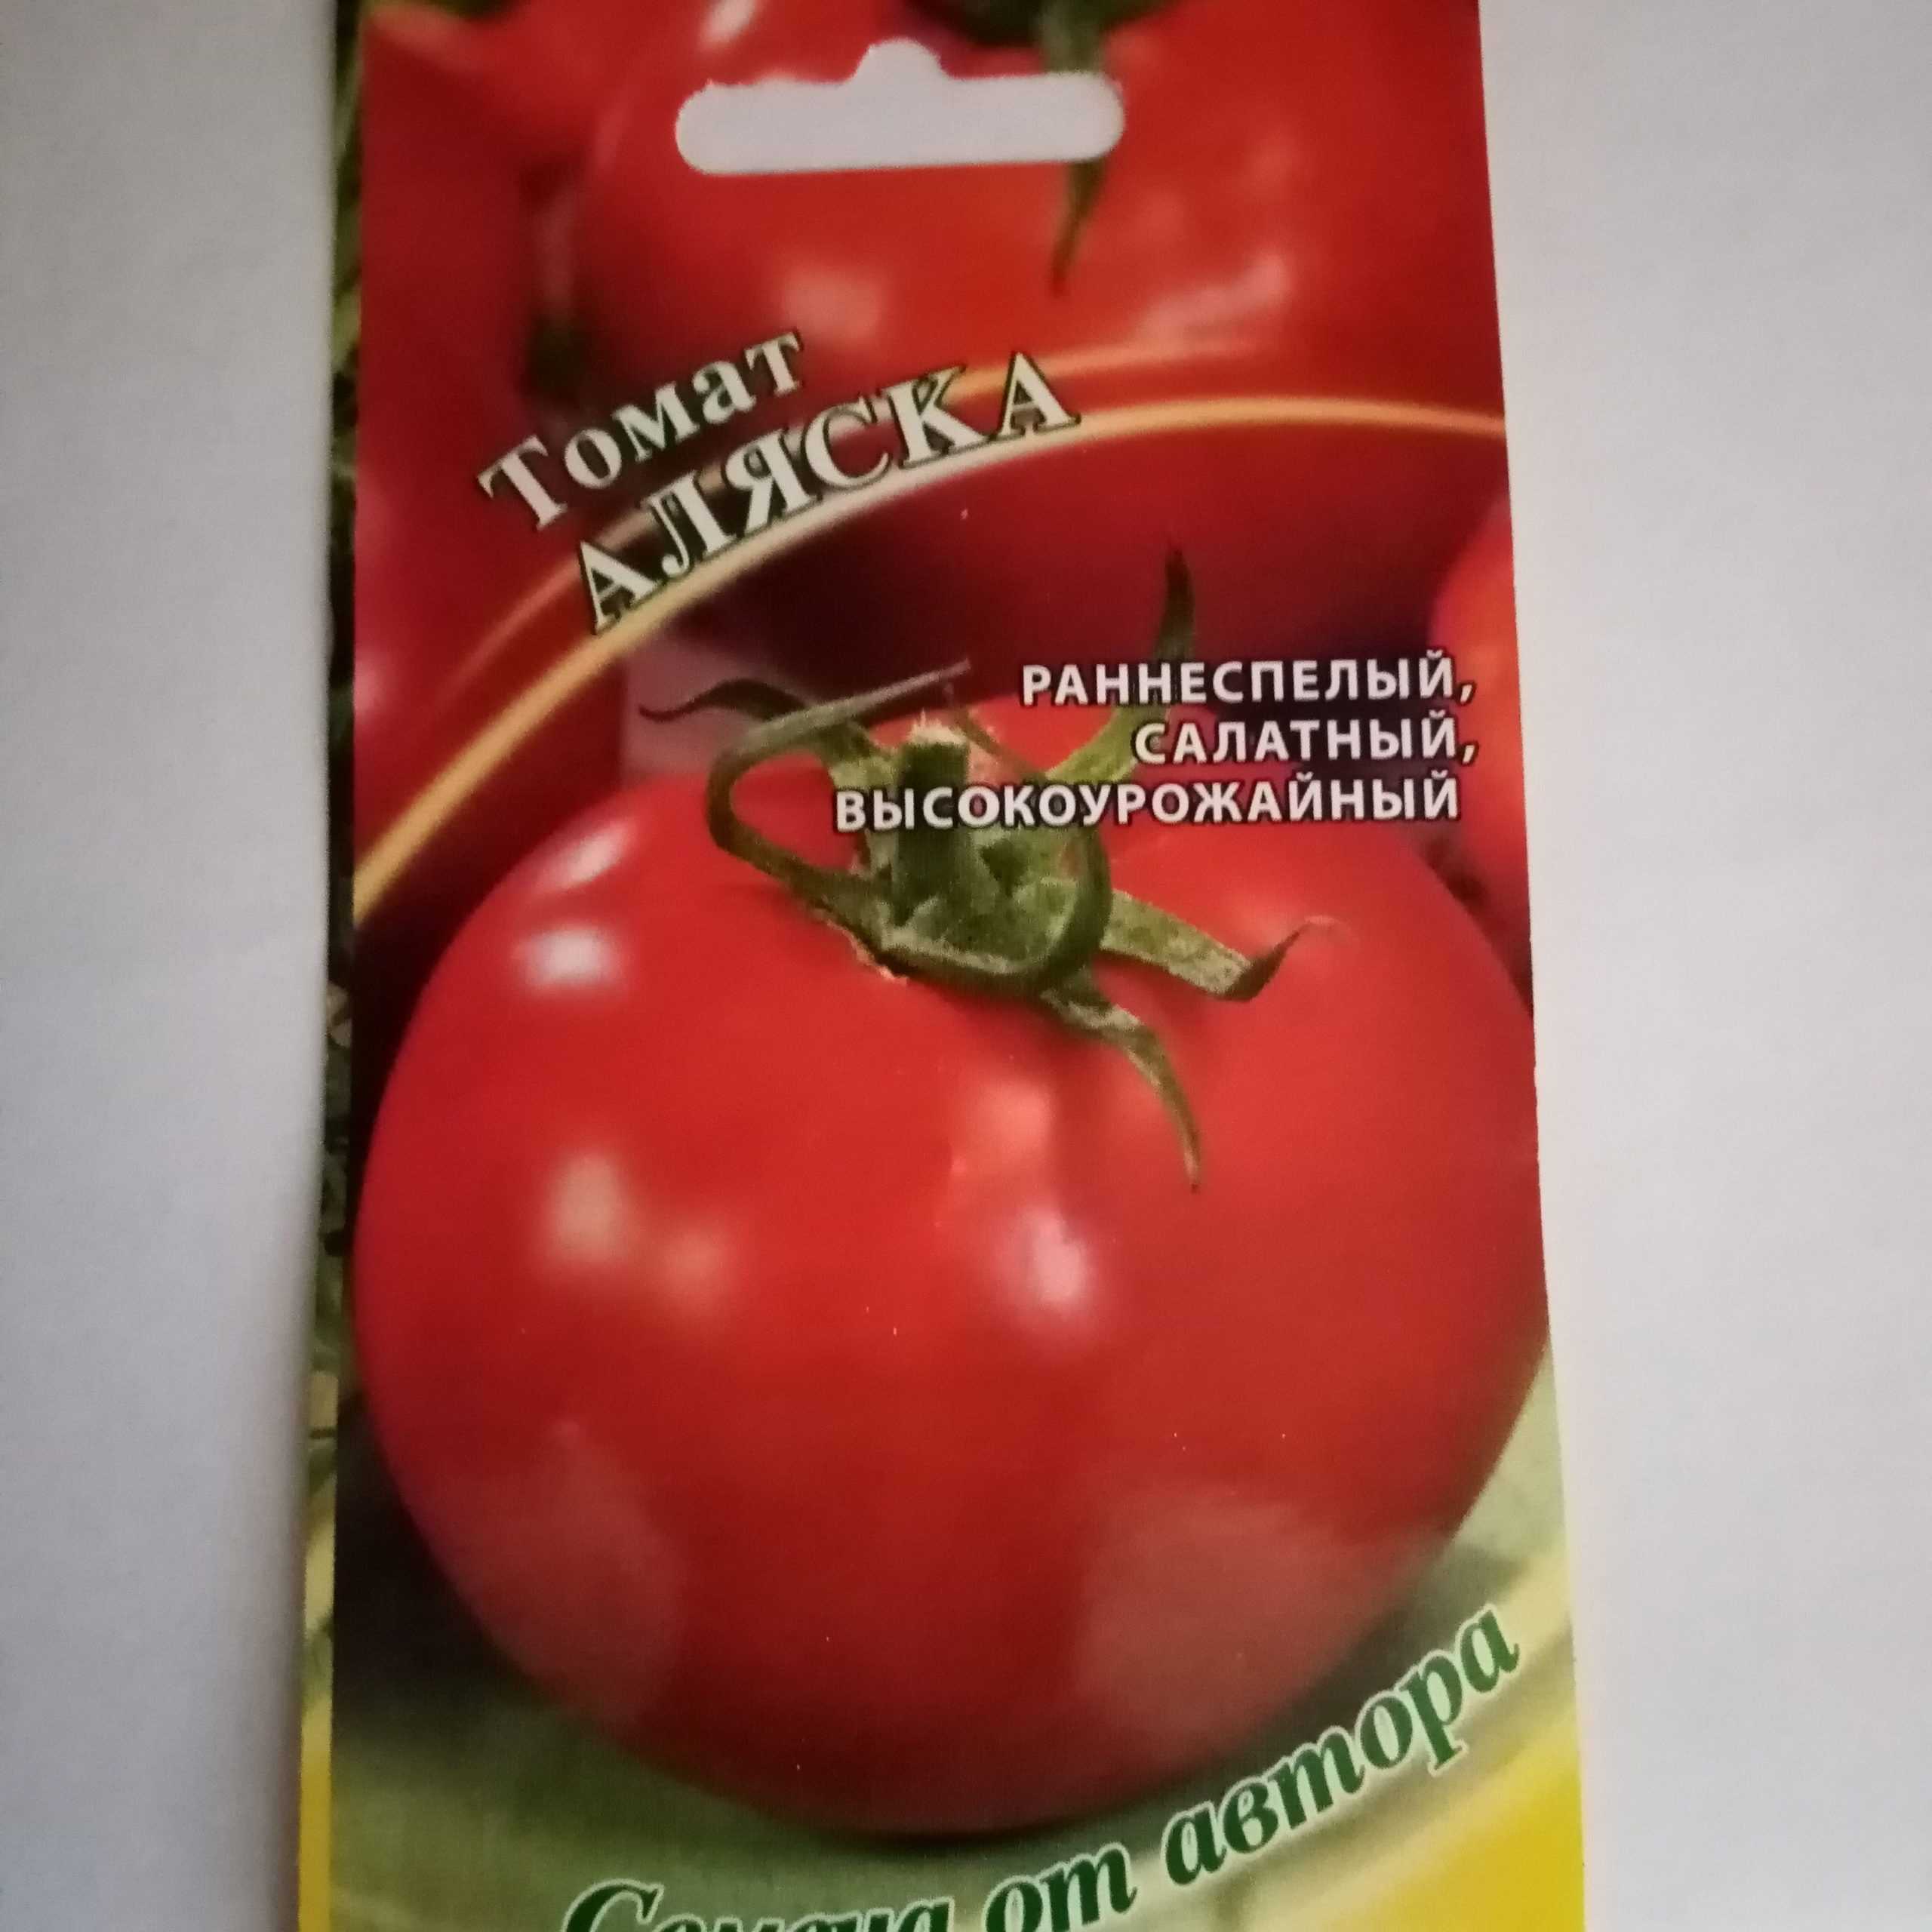 Томат
АЛЯСКА
РАННЕСПЕЛЫЙ,
САЛАТНЫЙ,
ВЫСОКОУРОЖАЙНЫЙ
Семена от автора